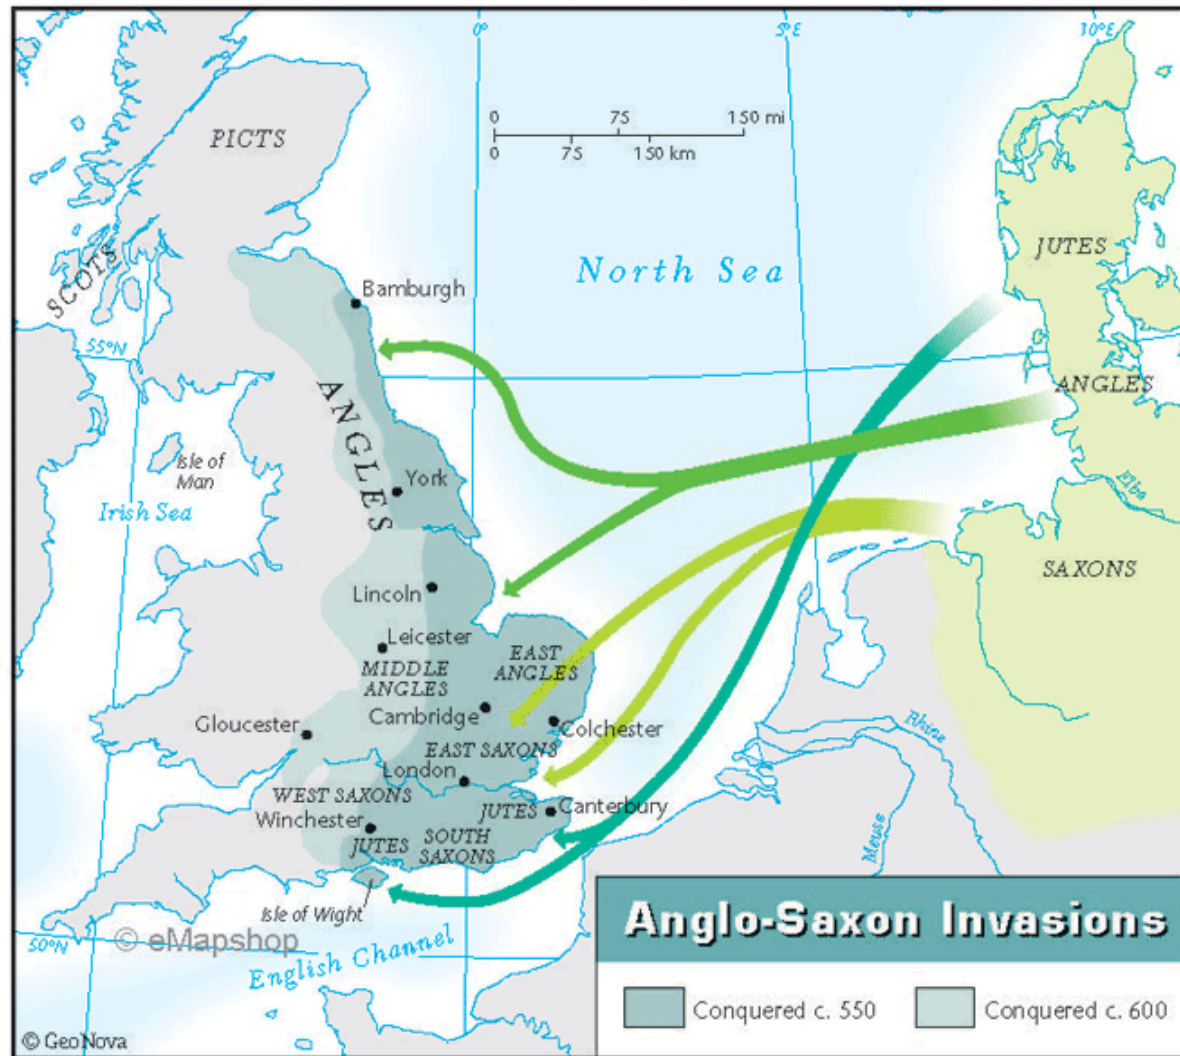 0°
5°E
10°E
PICTS
0 75 150 mi
0 75 150 km
SCOTS
JUTES
North Sea
Bamburgh
55°N
ANGLES
ANGLES
Isle of
Man
York
Irish Sea
Elbe
SAXONS
Lincoln
Leicester
EAST
ANGLES
MIDDLE
ANGLES
Cambridge
Gloucester
Colchester
Rhine
EAST SAXONS
London
WEST SAXONS
JUTES
Canterbury
Winchester
Meuse
JUTES
SOUTH
SAXONS
Isle of Wight
50°N
© eMapshop
English Channel
Anglo-Saxon Invasions
Conquered c. 550
Conquered c. 600
© GeoNova